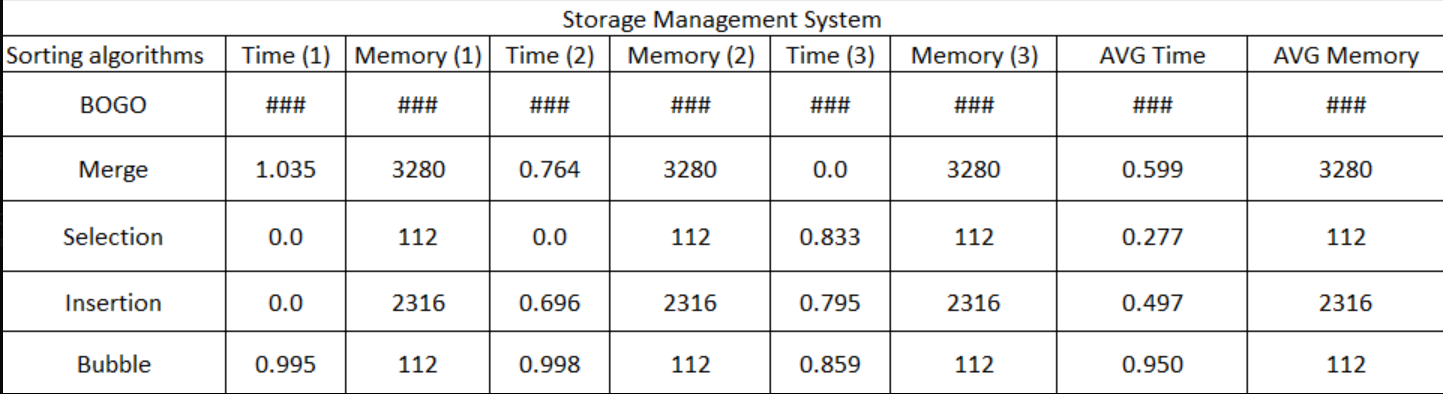 Storage Management System
Sorting algorithms Time (1) Memory (1) Time (2) Memory (2) Time (3) Memory (3) AVG Time AVG Memory
BOGO ### ### ### ### ### ### ### ###
Merge 1.035 3280 0.764 3280 0.0 3280 0.599 3280
Selection 0.0 112 0.0 112 0.833 112 0.277 112
Insertion 0.0 2316 0.696 2316 0.795 2316 0.497 2316
Bubble 0.995 112 0.998 112 0.859 112 0.950 112